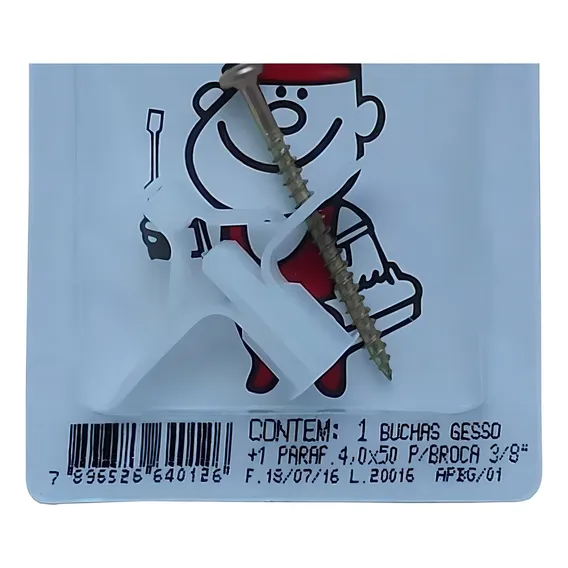 CONTEM: 1 BUCHAS GESSO
+1 PARAF.4,0x50 P/BROCA 3/8"
F.18/07/16 L.20016 APBG/01
7 896526 640126